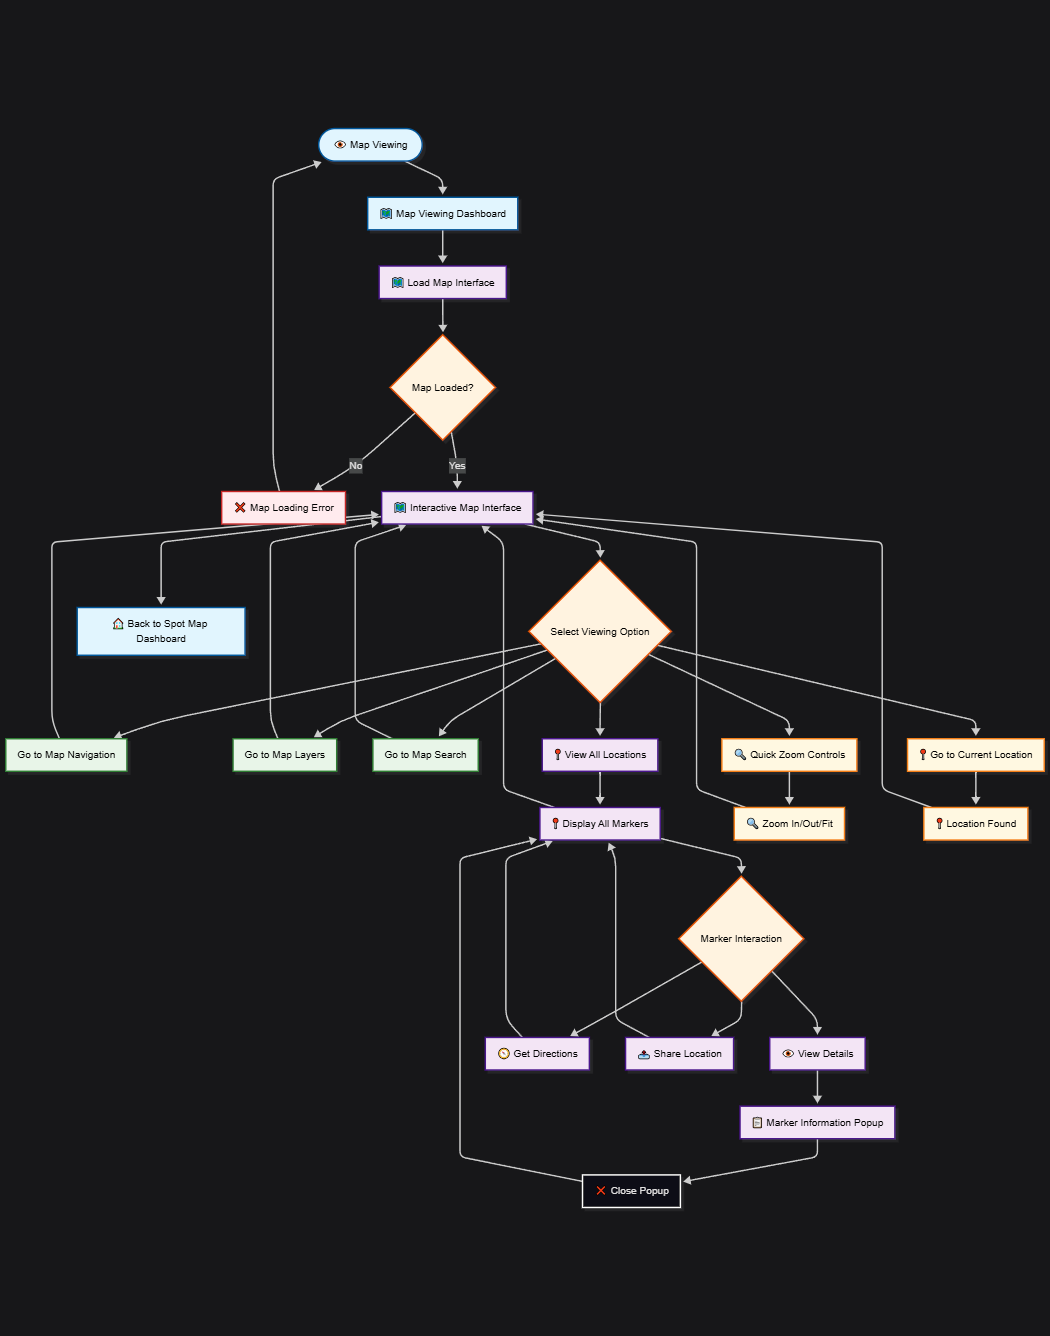 Map Viewing
Map Viewing Dashboard
Load Map Interface
Map Loaded?
No
Yes
Map Loading Error
Interactive Map Interface
Back to Spot Map
Dashboard
Select Viewing Option
Go to Map Navigation
Go to Map Layers
Go to Map Search
View All Locations
Quick Zoom Controls
Go to Current Location
Display All Markers
Zoom In/Out/Fit
Location Found
Marker Interaction
Get Directions
Share Location
View Details
Marker Information Popup
Close Popup